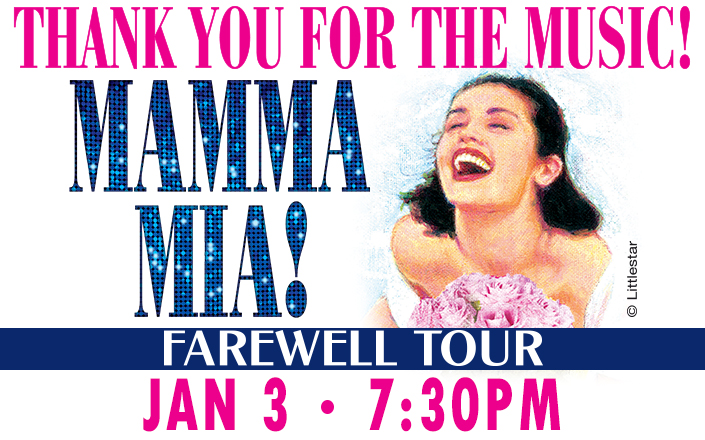 THANK YOU FOR THE MUSIC!
MAMMA
MIA!
© Littlestar
FAREWELL TOUR
JAN 3 • 7:30PM